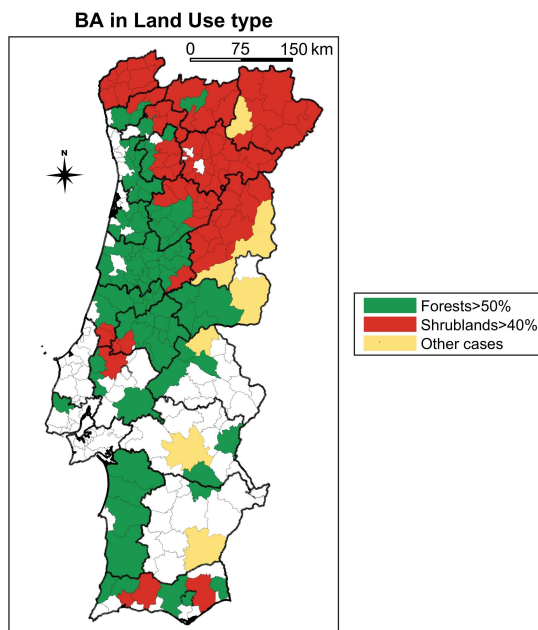 BA in Land Use type
0 75 150 km
N
Forests>50%
Shrublands>40%
Other cases